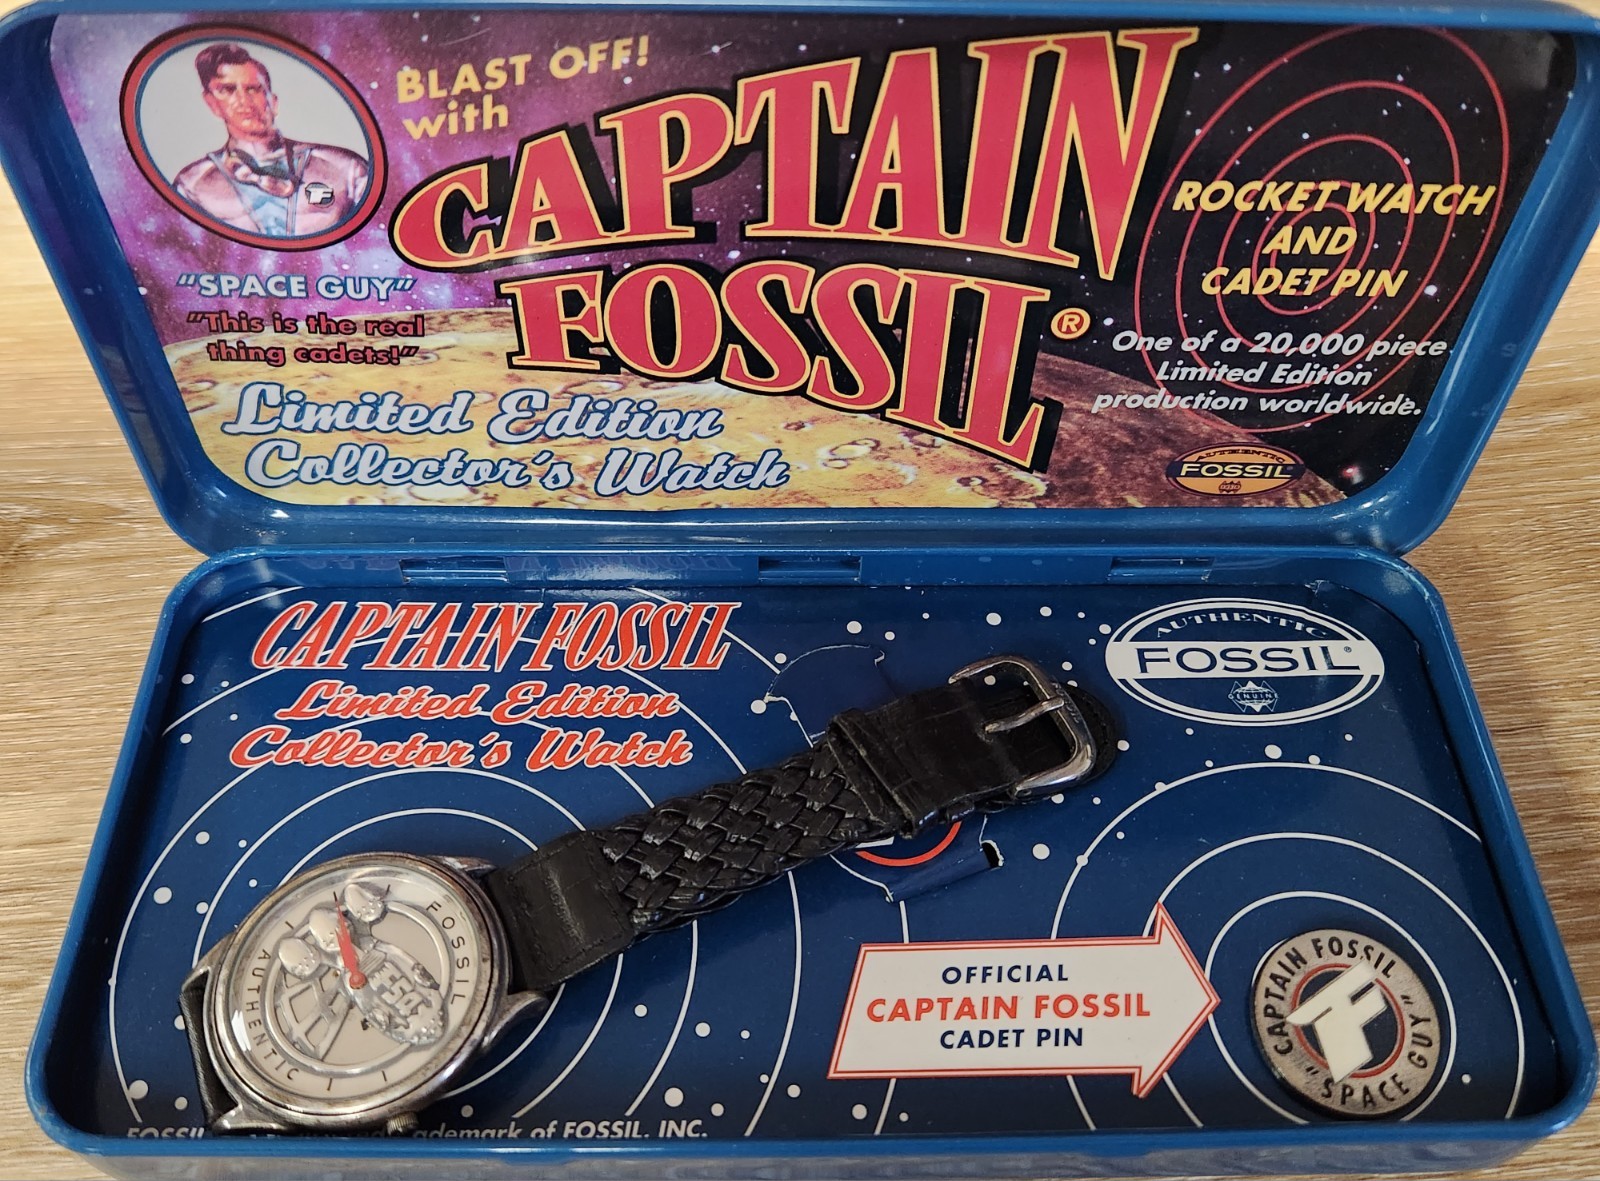 BLAST OFF!
with
CAPTAIN
FOSSIL®
"SPACE GUY"
"This is the real
thing cadets!"
Limited Edition
Collector's Watch
ROCKET WATCH
AND
CADET PIN
One of a 20,000 piece
Limited Edition
production worldwide.
AUTHENTIC
FOSSIL
F
CAPTAIN FOSSIL
Limited Edition
Collector's Watch
AUTHENTIC
FOSSIL®
GENUINE
FOSSIL
AUTHENTIC
OFFICIAL
CAPTAIN FOSSIL
CADET PIN
CAPTAIN FOSSIL
F
"SPACE GUY"
FOSSIL
of FOSSIL, INC.